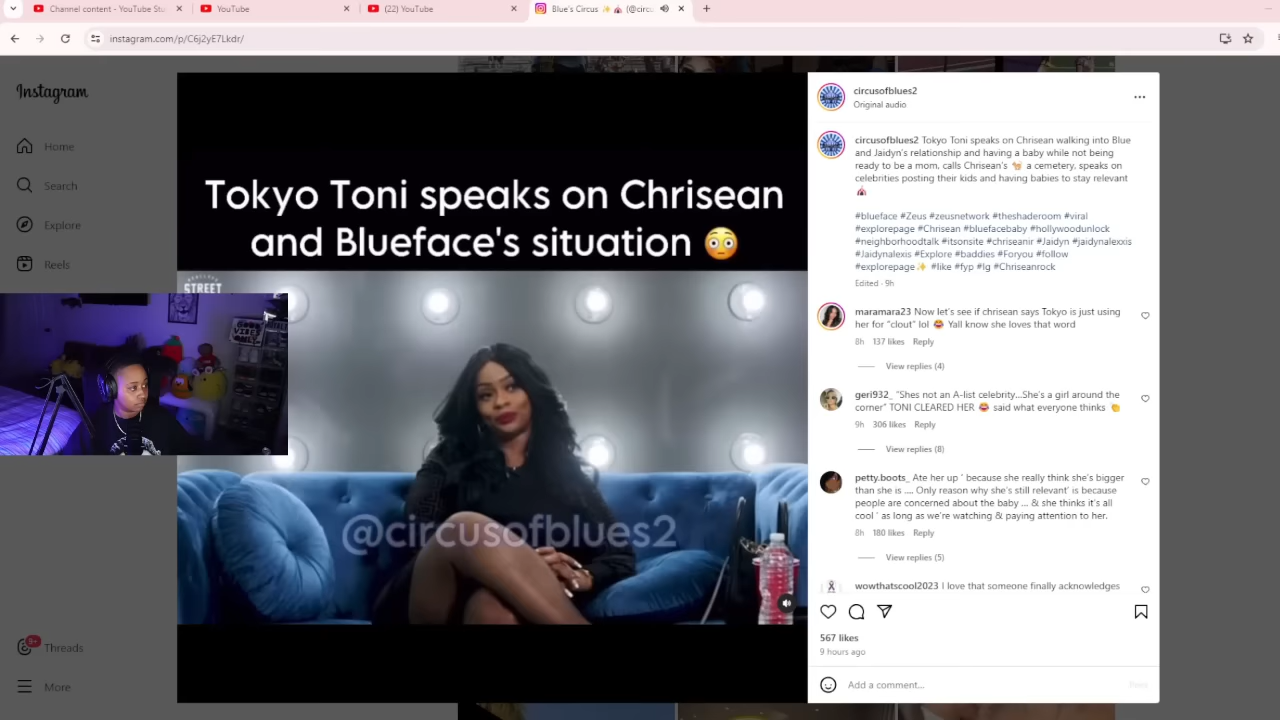 Channel content - YouTube St
YouTube
(22) YouTube
Blue's Circus ✨🎪 (@circ
instagram.com/p/C6j2yE7Lkdr/
Instagram
Home
Search
Explore
Reels
9+
Threads
More
Tokyo Toni speaks on Chrisean
and Blueface's situation 😳
STREET
@circusofblues2
circusofblues2
Original audio
circusofblues2 Tokyo Toni speaks on Chrisean walking into Blue
and Jaidyn's relationship and having a baby while not being
ready to be a mom, calls Chrisean's 🐈 a cemetery, speaks on
celebrities posting their kids and having babies to stay relevant
🎪
#blueface #Zeus #zeusnetwork #theshaderoom #viral
#explorepage #Chrisean #bluefacebaby #hollywoodunlock
#neighborhoodtalk #itsonsite #chriseanjr #Jaidyn #jaidynalexxis
#Jaidynalexis #Explore #baddies #Foryou #follow
#explorepage✨ #like #fyp #Ig #Chriseanrock
Edited · 9h
maramara23 Now let's see if chrisean says Tokyo is just using
her for "clout" lol 😂 Yall know she loves that word
8h 137 likes Reply
View replies (4)
geri932_ "Shes not an A-list celebrity...She's a girl around the
corner" TONI CLEARED HER 😂 said what everyone thinks 👏
9h 306 likes Reply
View replies (8)
petty.boots_ Ate her up ' because she really think she's bigger
than she is .... Only reason why she's still relevant' is because
people are concerned about the baby ... & she thinks it's all
cool ' as long as we're watching & paying attention to her.
8h 180 likes Reply
View replies (5)
wowthatscool2023 I love that someone finally acknowledges
567 likes
9 hours ago
Add a comment...
Post